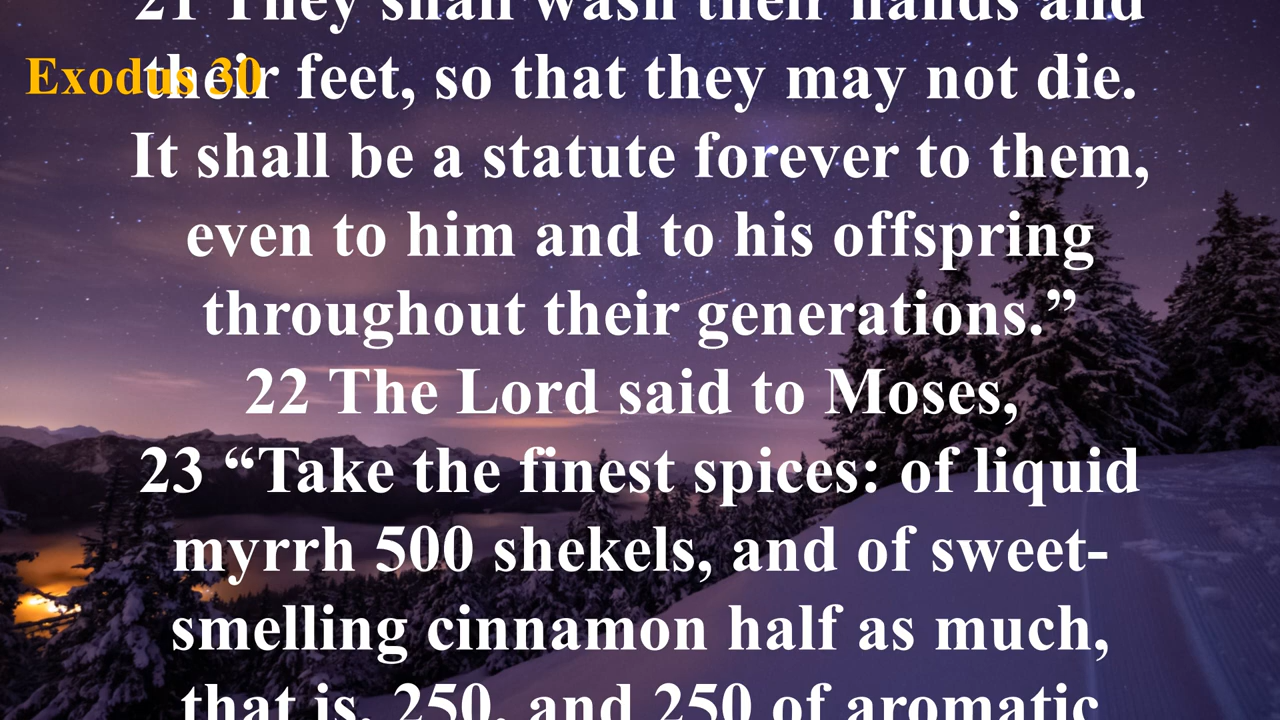 21 They shall wash their hands and
Exodus 30
their feet, so that they may not die.
It shall be a statute forever to them,
even to him and to his offspring
throughout their generations.”
22 The Lord said to Moses,
23 “Take the finest spices: of liquid
myrrh 500 shekels, and of sweet-
smelling cinnamon half as much,
that is, 250, and 250 of aromatic